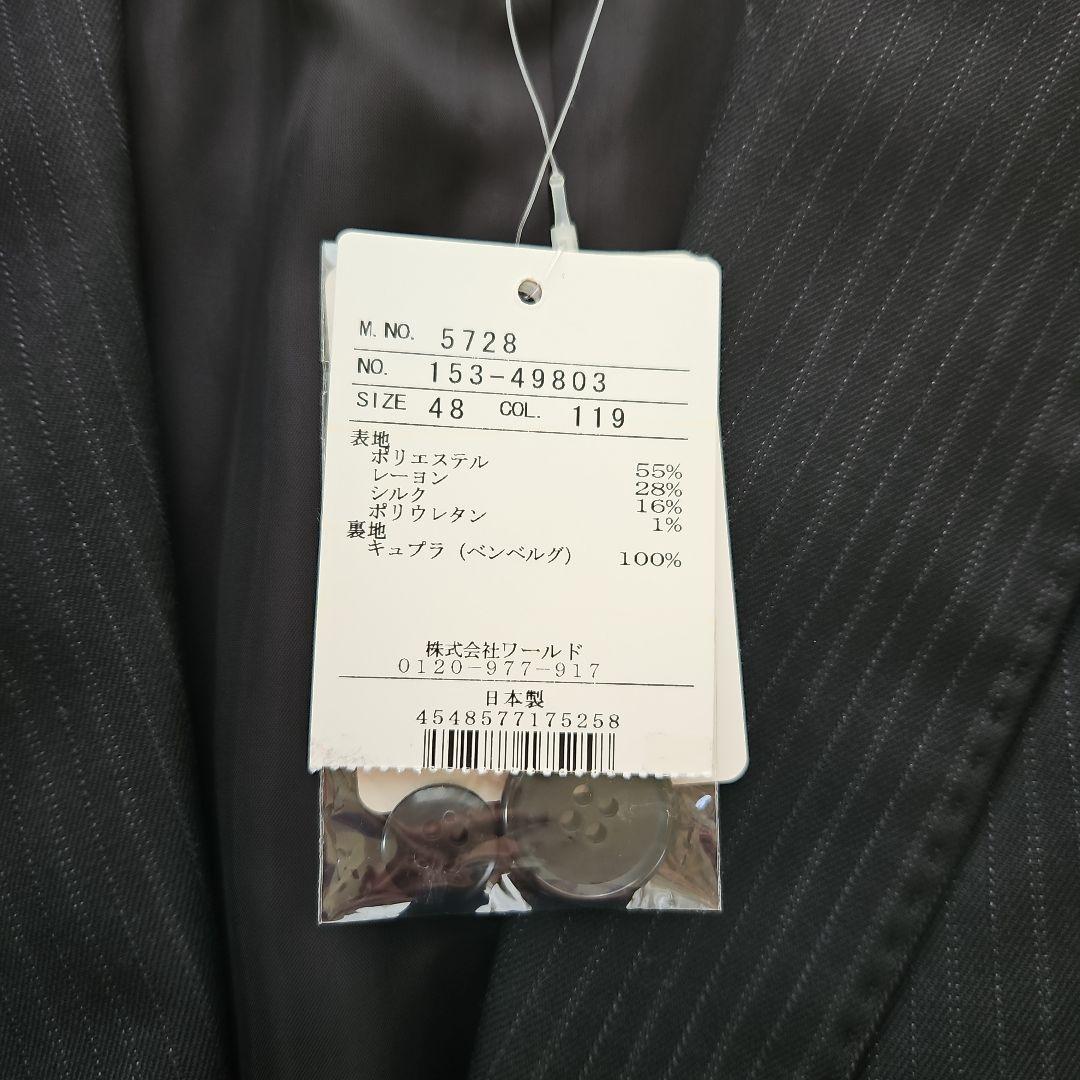 M.NO. 5728
NO. 153-49803
SIZE 48 COL. 119
表地
ポリエステル 55%
レーヨン 28%
シルク 16%
ポリウレタン 1%
裏地
キュプラ(ベンベルグ) 100%
株式会社ワールド
0120-977-917
日本製
4548577175258